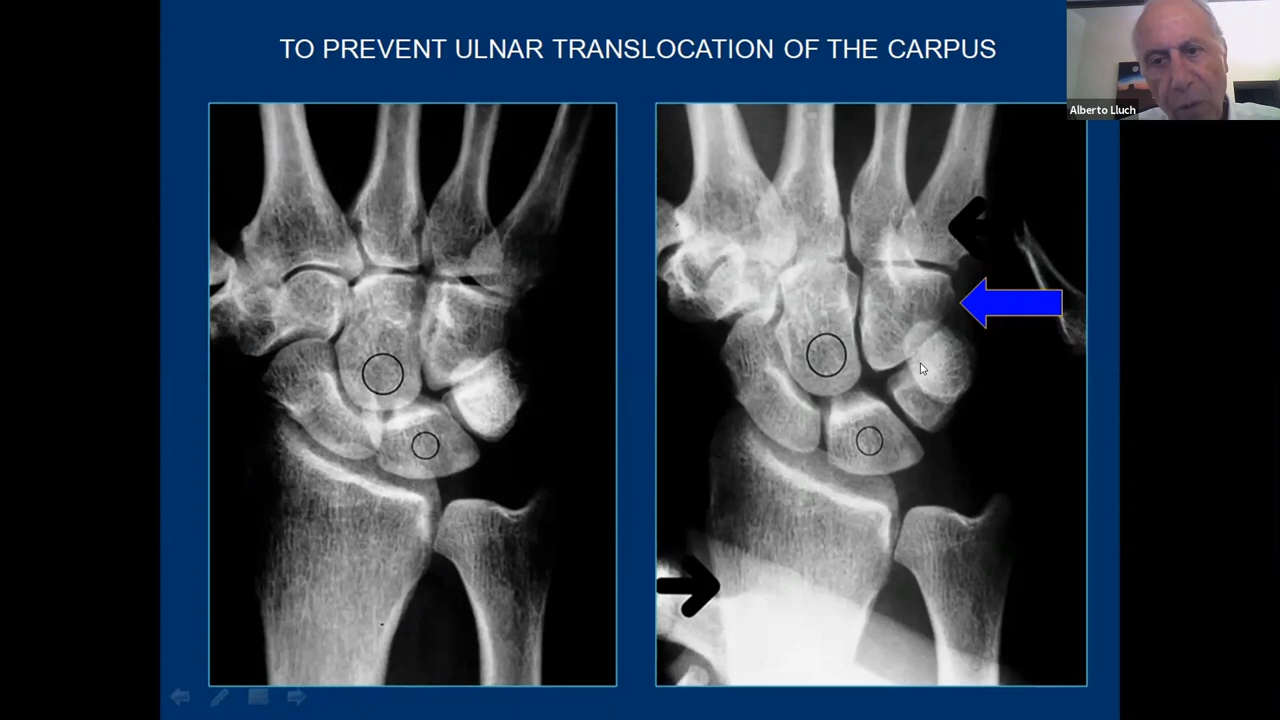 TO PREVENT ULNAR TRANSLOCATION OF THE CARPUS
Alberto Lluch